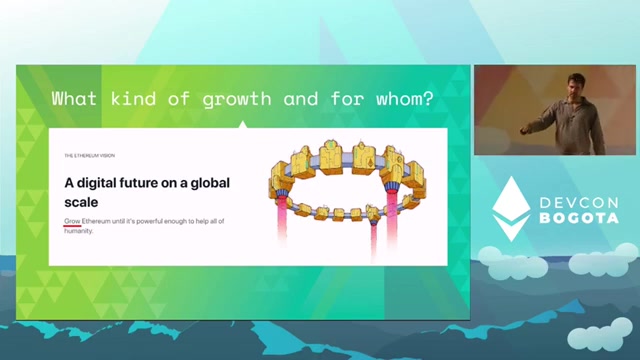 What kind of growth and for whom?
THE ETHEREUM VISION
A digital future on a global
scale
Grow Ethereum until it's powerful enough to help all of
humanity.
DEVCON
BOGOTA